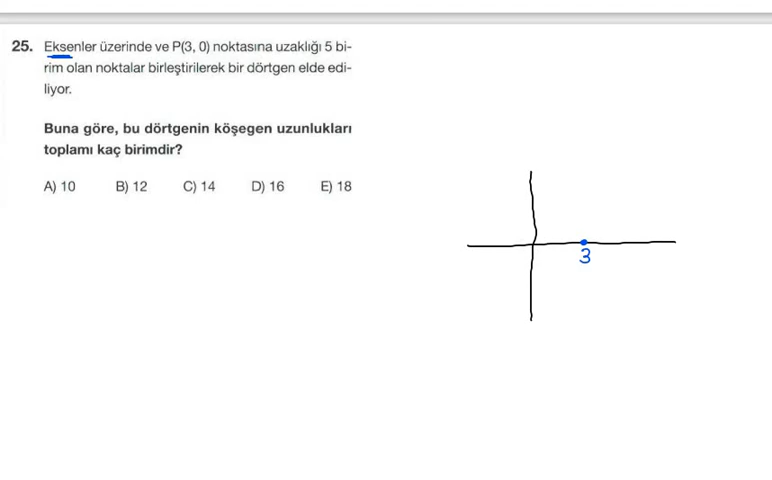 25. Eksenler üzerinde ve P(3, 0) noktasına uzaklığı 5 bi-
rim olan noktalar birleştirilerek bir dörtgen elde edi-
liyor.
Buna göre, bu dörtgenin köşegen uzunlukları
toplamı kaç birimdir?
A) 10 B) 12 C) 14 D) 16 E) 18
3